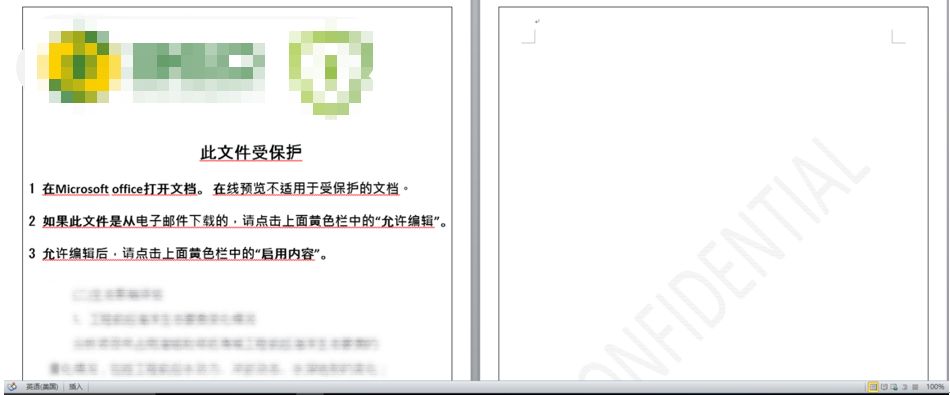 此文件受保护
1 在Microsoft office打开文档。 在线预览不适用于受保护的文档。
2 如果此文件是从电子邮件下载的，请点击上面黄色栏中的“允许编辑”。
3 允许编辑后，请点击上面黄色栏中的“启用内容”。
CONFIDENTIAL
英语(美国) 插入
100%